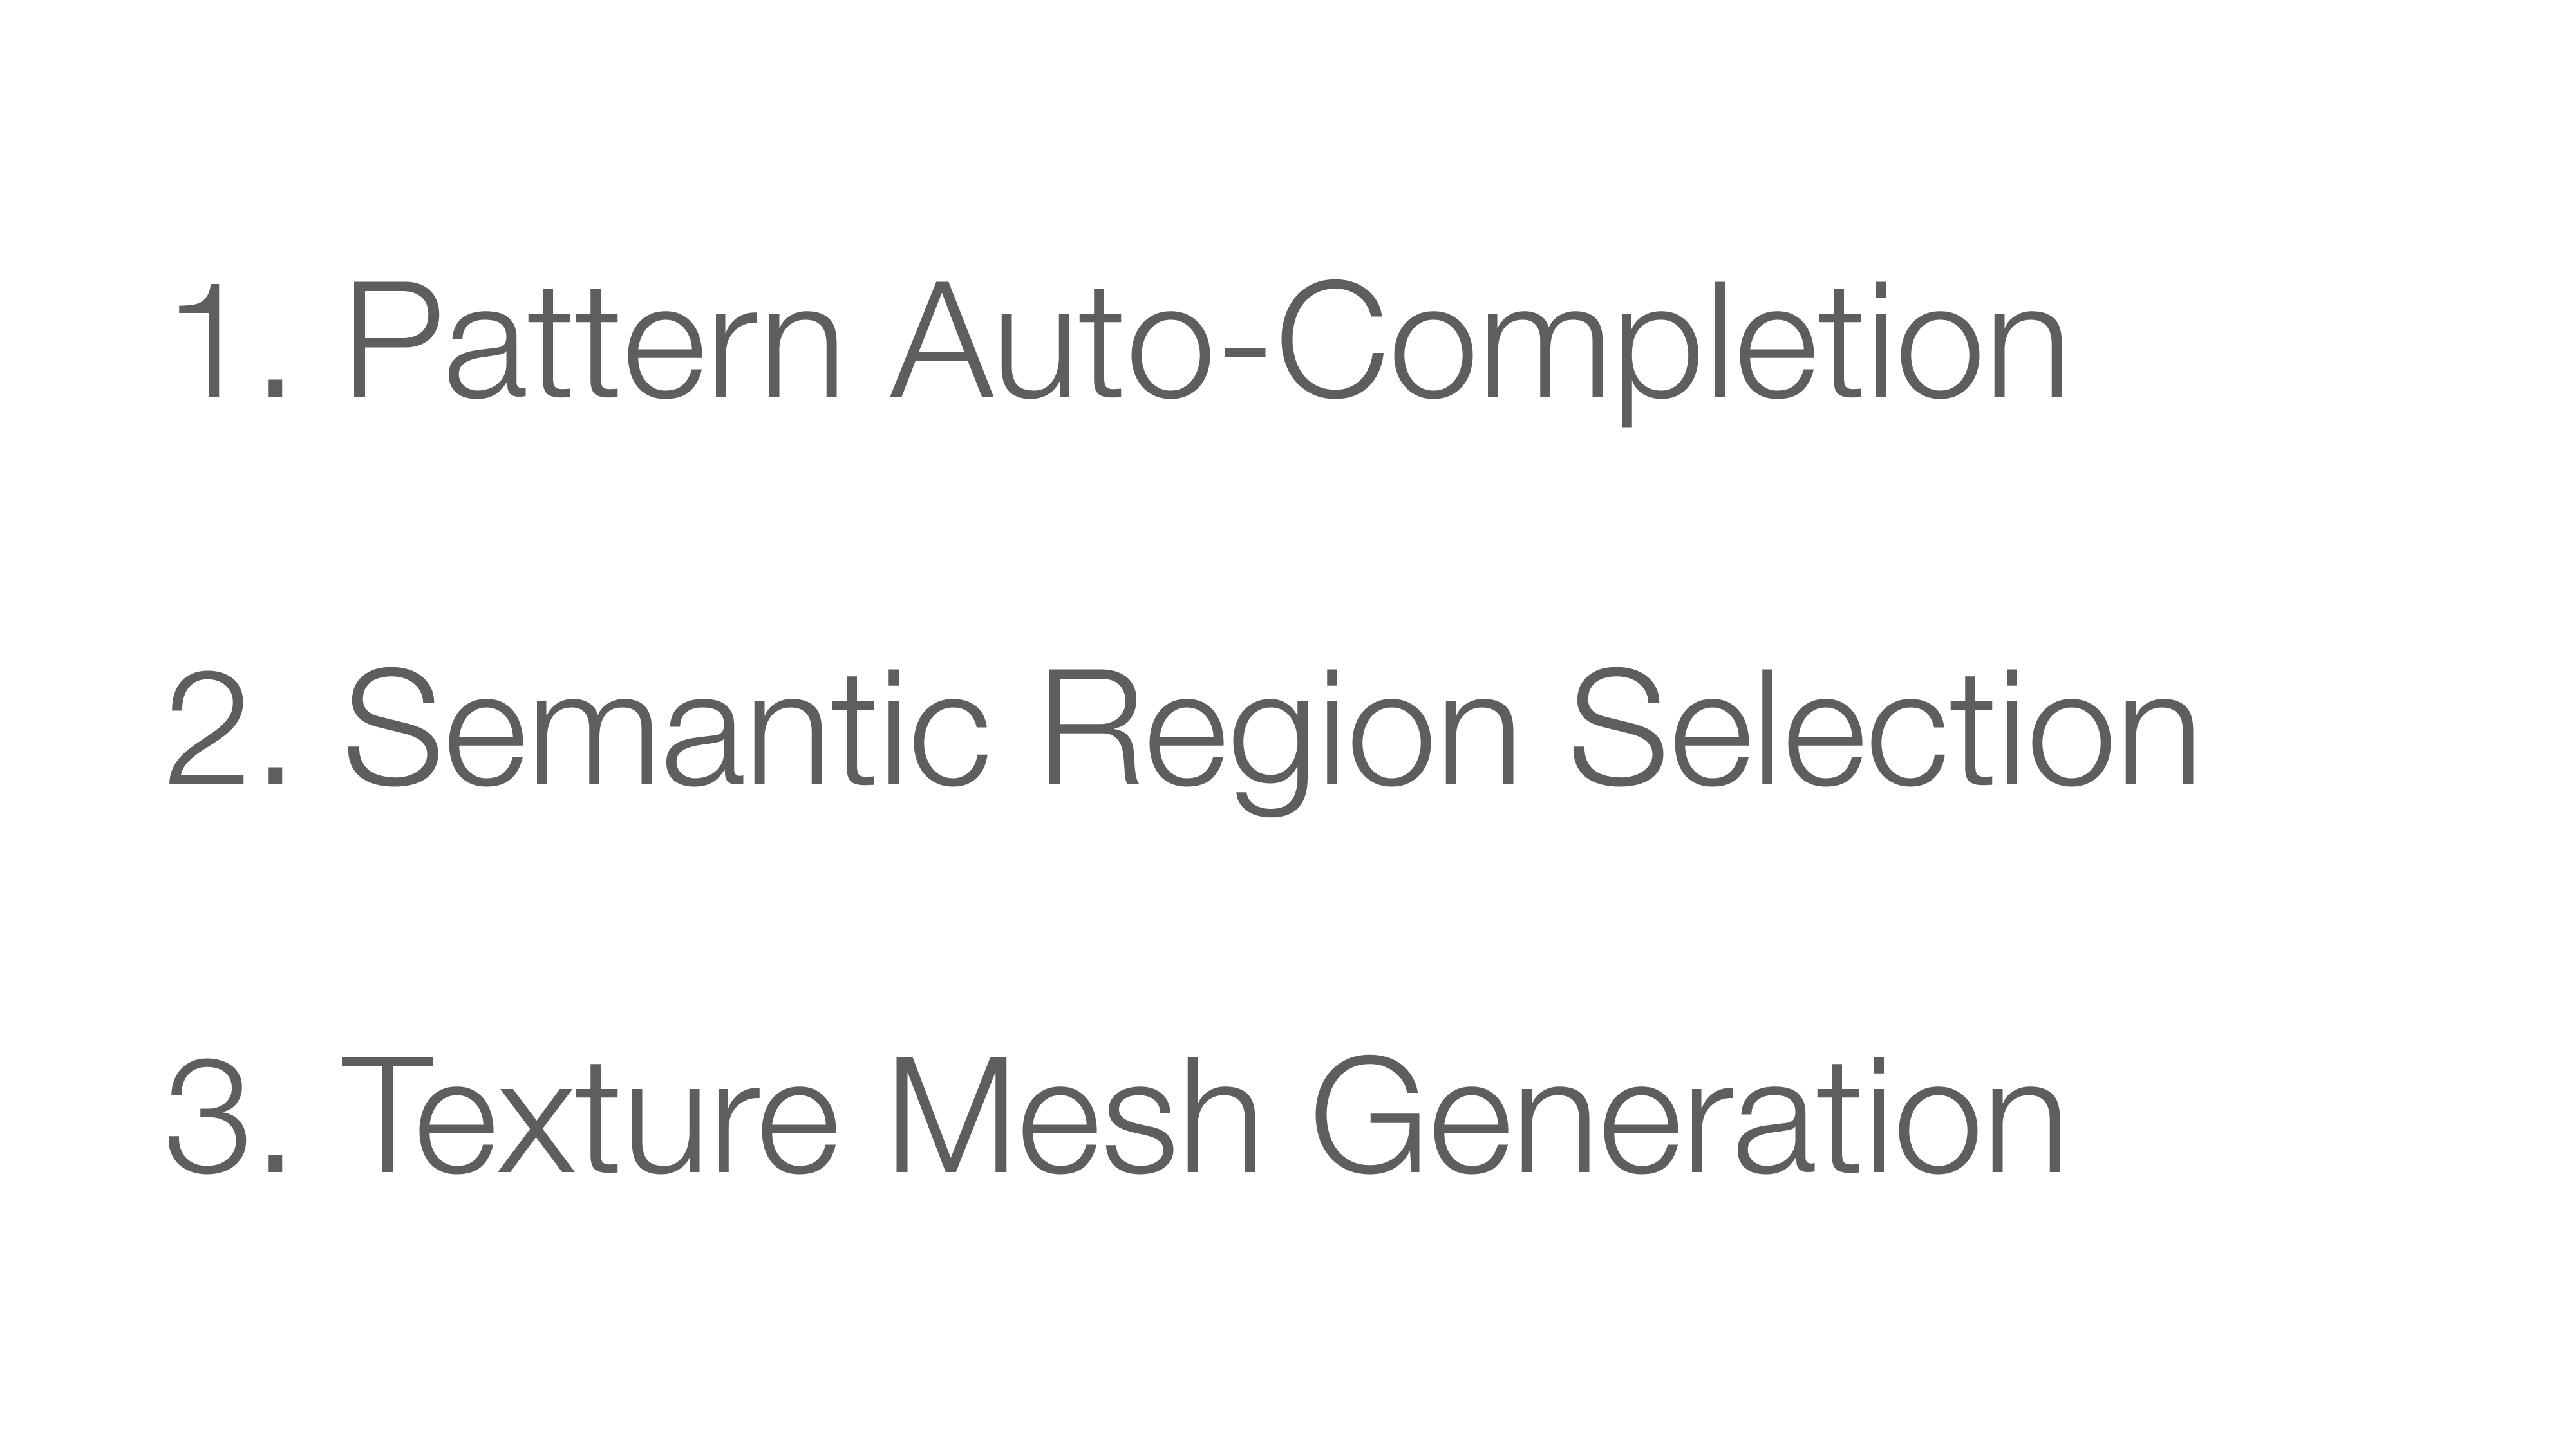 1. Pattern Auto-Completion
2. Semantic Region Selection
3. Texture Mesh Generation